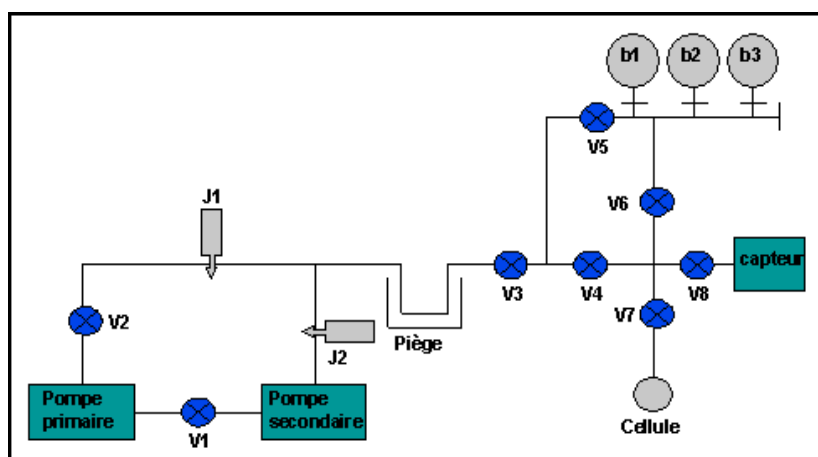 b1
b2
b3
V5
J1
V6
capteur
V3
V4
V8
V7
V2
J2
Piège
Pompe
primaire
V1
Pompe
secondaire
Cellule